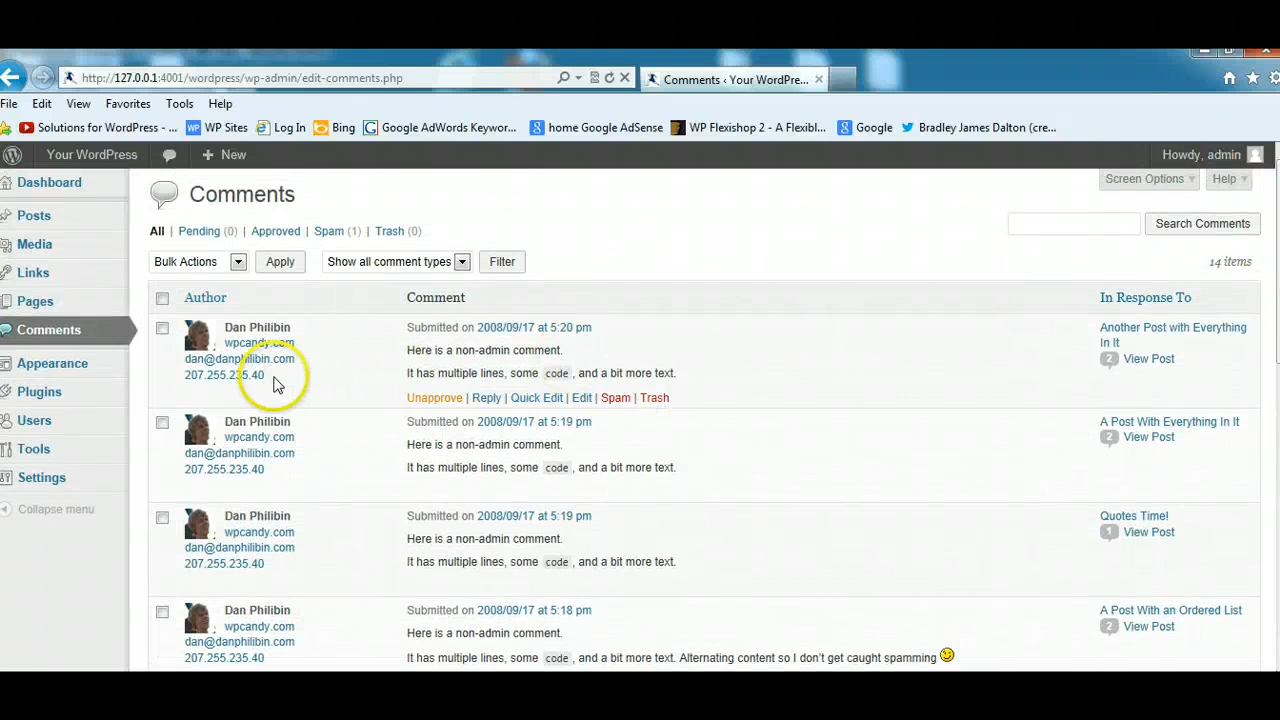 http://127.0.0.1:4001/wordpress/wp-admin/edit-comments.php
Comments ‹ Your WordPre...
File Edit View Favorites Tools Help
Solutions for WordPress - ... WP Sites Log In Bing Google AdWords Keywor... home Google AdSense WP Flexishop 2 - A Flexibl... Google Bradley James Dalton (cre...
Your WordPress + New Howdy, admin
Dashboard
Posts
Media
Links
Pages
Comments
Appearance
Plugins
Users
Tools
Settings
Collapse menu
Screen Options Help
Comments
All | Pending (0) | Approved | Spam (1) | Trash (0)
Search Comments
Bulk Actions Apply Show all comment types Filter 14 items
Author Comment In Response To
Dan Philibin
wpcandy.com
dan@danphilibin.com
207.255.235.40
Submitted on 2008/09/17 at 5:20 pm
Here is a non-admin comment.
It has multiple lines, some code, and a bit more text.
Unapprove | Reply | Quick Edit | Edit | Spam | Trash
Another Post with Everything
In It
2 View Post
Dan Philibin
wpcandy.com
dan@danphilibin.com
207.255.235.40
Submitted on 2008/09/17 at 5:19 pm
Here is a non-admin comment.
It has multiple lines, some code, and a bit more text.
A Post With Everything In It
2 View Post
Dan Philibin
wpcandy.com
dan@danphilibin.com
207.255.235.40
Submitted on 2008/09/17 at 5:19 pm
Here is a non-admin comment.
It has multiple lines, some code, and a bit more text.
Quotes Time!
1 View Post
Dan Philibin
wpcandy.com
dan@danphilibin.com
207.255.235.40
Submitted on 2008/09/17 at 5:18 pm
Here is a non-admin comment.
It has multiple lines, some code, and a bit more text. Alternating content so I don't get caught spamming
A Post With an Ordered List
2 View Post